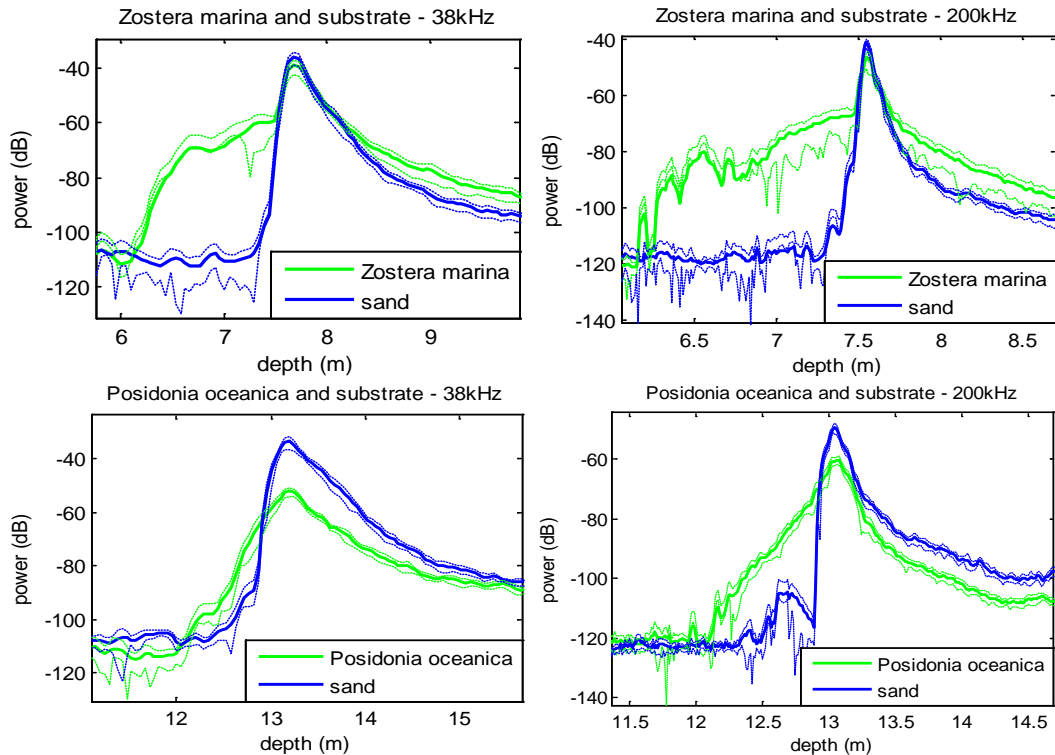 Zostera marina and substrate - 38kHz
power (dB)
-40
-60
-80
-100
-120
6
7
8
9
depth (m)
Zostera marina
sand
Zostera marina and substrate - 200kHz
power (dB)
-40
-60
-80
-100
-120
-140
6.5
7
7.5
8
8.5
depth (m)
Zostera marina
sand
Posidonia oceanica and substrate - 38kHz
power (dB)
-40
-60
-80
-100
-120
12
13
14
15
depth (m)
Posidonia oceanica
sand
Posidonia oceanica and substrate - 200kHz
power (dB)
-60
-80
-100
-120
-140
11.5
12
12.5
13
13.5
14
14.5
depth (m)
Posidonia oceanica
sand